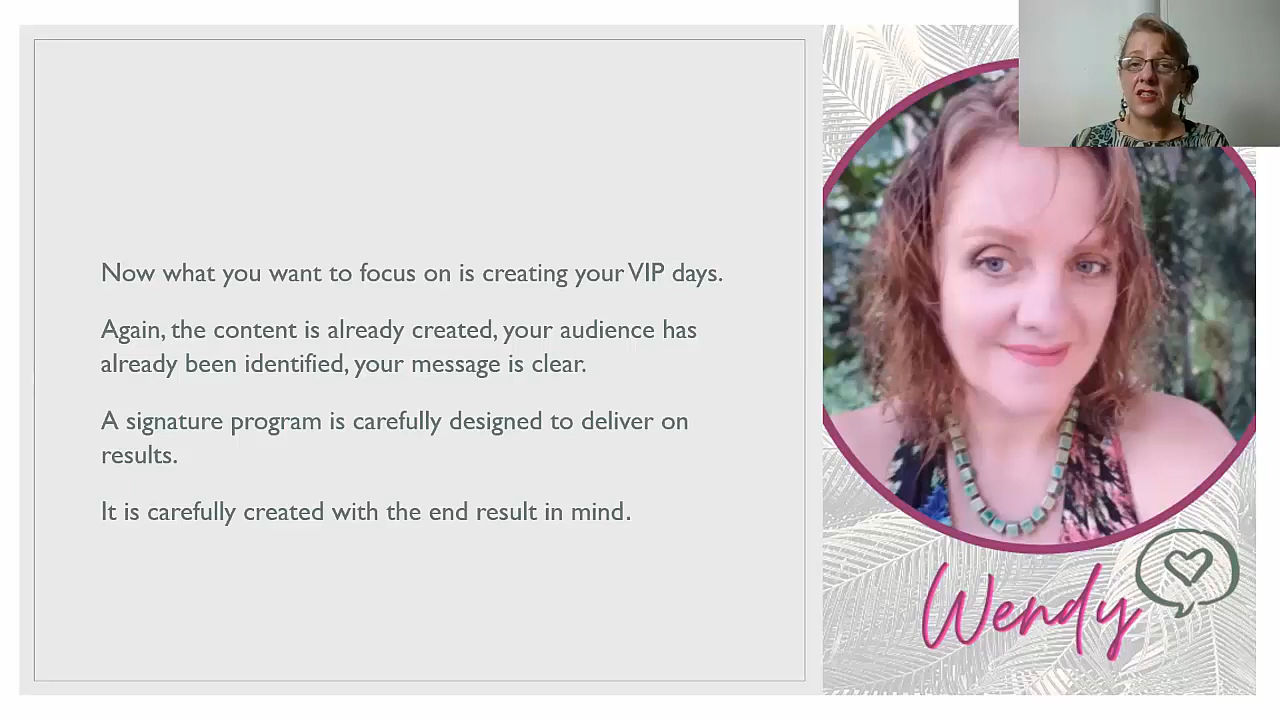 Now what you want to focus on is creating your VIP days.
Again, the content is already created, your audience has
already been identified, your message is clear.
A signature program is carefully designed to deliver on
results.
It is carefully created with the end result in mind.
Wendy